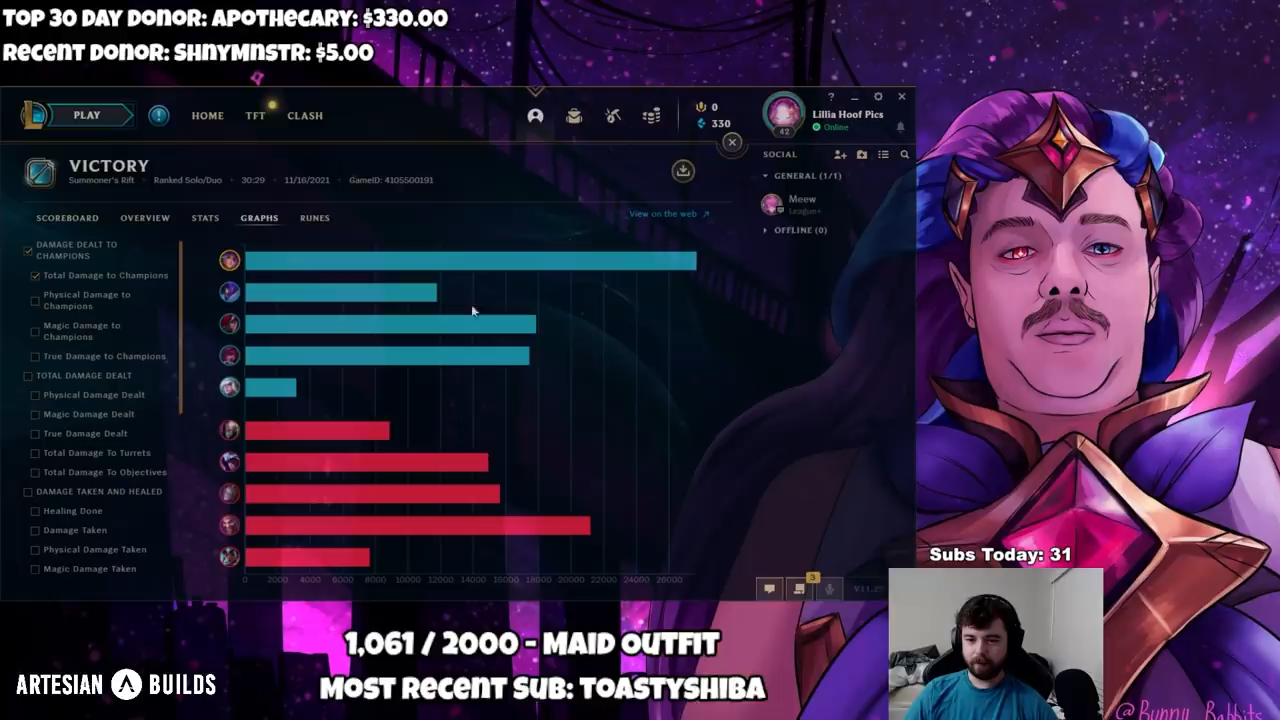 TOP 30 DAY DONOR: APOTHECARY: $330.00
RECENT DONOR: SHNYMNSTR: $5.00
PLAY
HOME
TFT
CLASH
0
330
42
Lillia Hoof Pics
Online
VICTORY
Summoner's Rift
Ranked Solo/Duo
30:29
11/16/2021
GameID: 4105500191
SOCIAL
GENERAL (1/1)
Meew
League+
OFFLINE (0)
SCOREBOARD
OVERVIEW
STATS
GRAPHS
RUNES
View on the web
DAMAGE DEALT TO
CHAMPIONS
Total Damage to Champions
Physical Damage to
Champions
Magic Damage to
Champions
True Damage to Champions
TOTAL DAMAGE DEALT
Physical Damage Dealt
Magic Damage Dealt
True Damage Dealt
Total Damage To Turrets
Total Damage To Objectives
DAMAGE TAKEN AND HEALED
Healing Done
Damage Taken
Physical Damage Taken
Magic Damage Taken
0 2000 4000 6000 8000 10000 12000 14000 16000 18000 20000 22000 24000 26000
3
Subs Today: 31
1,061 / 2000 - MAID OUTFIT
MOST RECENT SUB: TOASTYSHIBA
ARTESIAN BUILDS
@Bunny_Rabbits